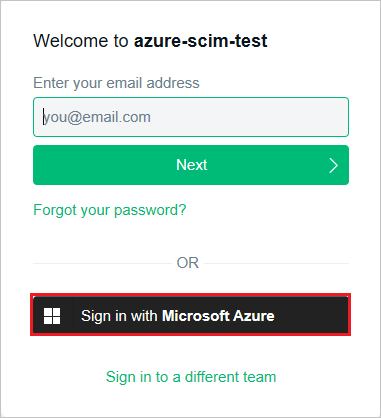 Welcome to azure-scim-test
Enter your email address
you@email.com
Next
Forgot your password?
OR
Sign in with Microsoft Azure
Sign in to a different team